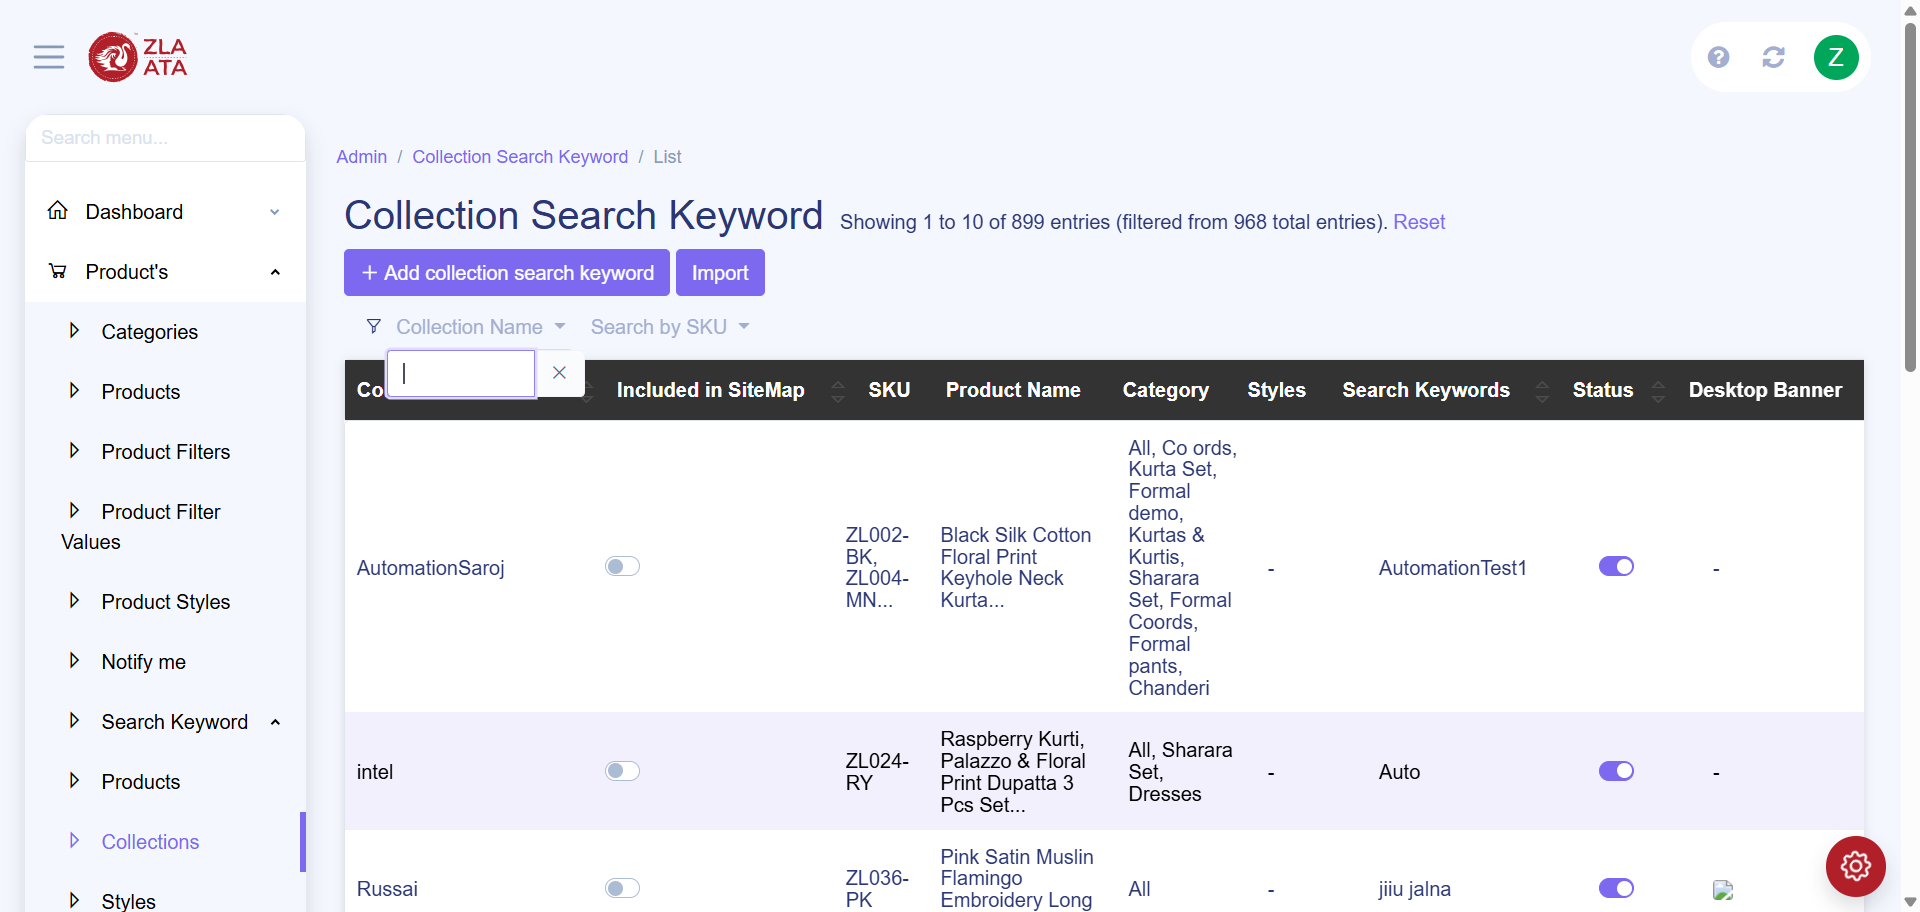 ZLA
ATA
Z
Search menu...
Dashboard
Product's
Categories
Products
Product Filters
Product Filter
Values
Product Styles
Notify me
Search Keyword
Products
Collections
Styles
Admin / Collection Search Keyword / List
Collection Search Keyword Showing 1 to 10 of 899 entries (filtered from 968 total entries). Reset
+ Add collection search keyword Import
Collection Name Search by SKU
Co Included in SiteMap SKU Product Name Category Styles Search Keywords Status Desktop Banner
AutomationSaroj
ZL002-
BK,
ZL004-
MN...
Black Silk Cotton
Floral Print
Keyhole Neck
Kurta...
All, Co ords,
Kurta Set,
Formal
demo,
Kurtas &
Kurtis,
Sharara
Set, Formal
Coords,
Formal
pants,
Chanderi
-
AutomationTest1
-
intel
ZL024-
RY
Raspberry Kurti,
Palazzo & Floral
Print Dupatta 3
Pcs Set...
All, Sharara
Set,
Dresses
-
Auto
-
Russai
ZL036-
PK
Pink Satin Muslin
Flamingo
Embroidery Long
All
-
jiiu jalna